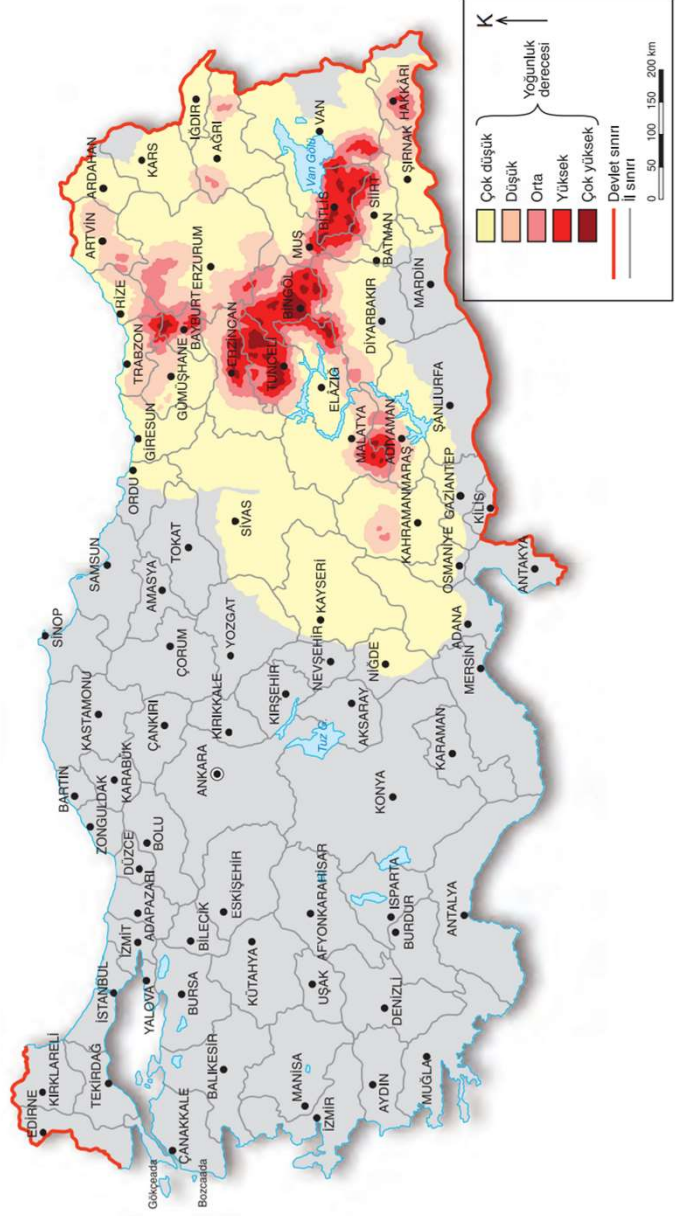 EDİRNE
KIRKLARELİ
TEKİRDAĞ
İSTANBUL
Gökçeada
Bozcaada
ÇANAKKALE
YALOVA
İZMİT
ADAPAZARI
DÜZCE
BOLU
ZONGULDAK
BARTIN
KARABÜK
KASTAMONU
ÇANKIRI
SİNOP
SAMSUN
AMASYA
ÇORUM
TOKAT
ORDU
GİRESUN
TRABZON
GÜMÜŞHANE
BAYBURT
RİZE
ARTVİN
ARDAHAN
KARS
IĞDIR
AĞRI
ERZURUM
ERZİNCAN
TUNCELİ
BİNGÖL
MUŞ
BİTLİS
Van Gölü
VAN
HAKKÂRİ
ŞIRNAK
SİİRT
BATMAN
MARDİN
DİYARBAKIR
ELÂZIĞ
MALATYA
ADIYAMAN
ŞANLIURFA
GAZİANTEP
KİLİS
KAHRAMANMARAŞ
OSMANİYE
ANTAKYA
ADANA
MERSİN
NİĞDE
KAYSERİ
SİVAS
YOZGAT
NEVŞEHİR
KIRŞEHİR
KIRIKKALE
ANKARA
AKSARAY
Tuz G.
KONYA
KARAMAN
ANTALYA
ISPARTA
BURDUR
AFYONKARAHİSAR
ESKİŞEHİR
BİLECİK
BURSA
KÜTAHYA
UŞAK
DENİZLİ
BALIKESİR
MANİSA
İZMİR
AYDIN
MUĞLA
Çok düşük
Düşük
Orta
Yüksek
Çok yüksek
Yoğunluk
derecesi
Devlet sınırı
İl sınırı
K
0 50 100 150 200 km